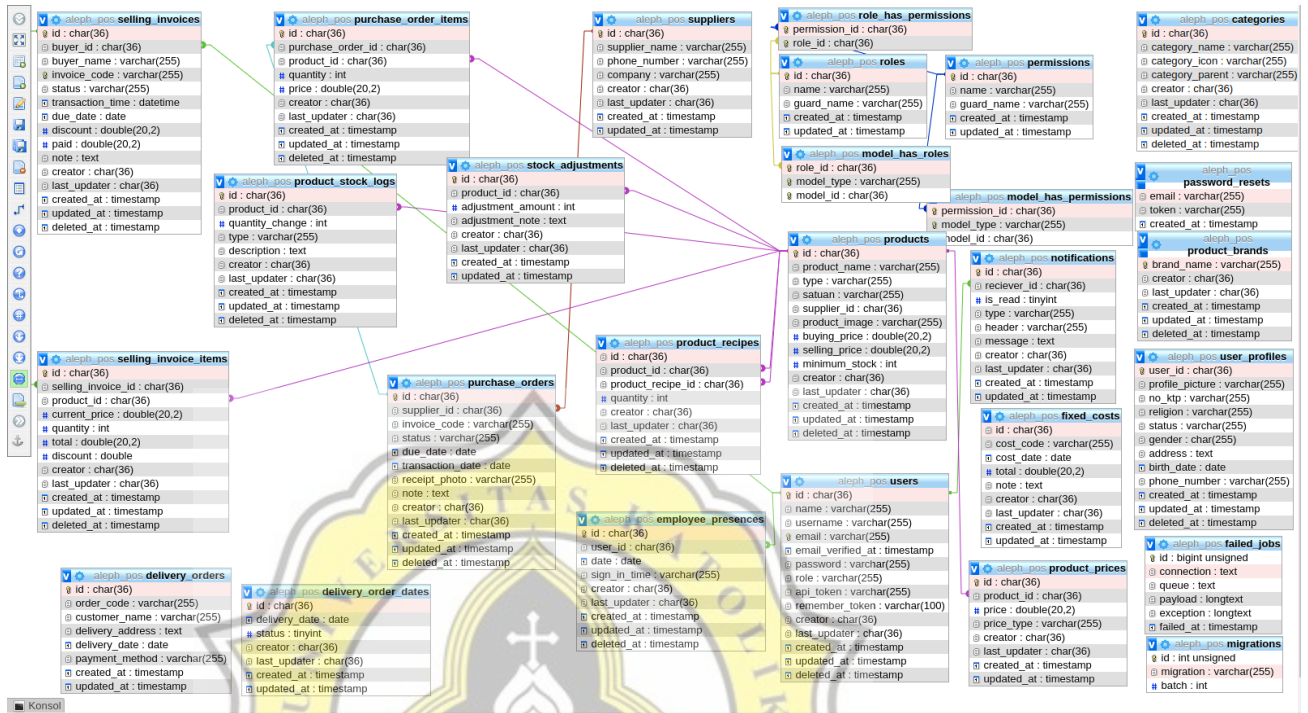 aleph_pos selling_invoices
id : char(36)
buyer_id : char(36)
buyer_name : varchar(255)
invoice_code : varchar(255)
status : varchar(255)
transaction_time : datetime
due_date : date
discount : double(20,2)
paid : double(20,2)
note : text
creator : char(36)
last_updater : char(36)
created_at : timestamp
updated_at : timestamp
deleted_at : timestamp
aleph_pos purchase_order_items
id : char(36)
purchase_order_id : char(36)
product_id : char(36)
quantity : int
price : double(20,2)
creator : char(36)
last_updater : char(36)
created_at : timestamp
updated_at : timestamp
deleted_at : timestamp
aleph_pos suppliers
id : char(36)
supplier_name : varchar(255)
phone_number : varchar(255)
company : varchar(255)
creator : char(36)
last_updater : char(36)
created_at : timestamp
updated_at : timestamp
aleph_pos role_has_permissions
permission_id : char(36)
role_id : char(36)
aleph_pos roles
id : char(36)
name : varchar(255)
guard_name : varchar(255)
created_at : timestamp
updated_at : timestamp
aleph_pos permissions
id : char(36)
name : varchar(255)
guard_name : varchar(255)
created_at : timestamp
updated_at : timestamp
aleph_pos categories
id : char(36)
category_name : varchar(255)
category_icon : varchar(255)
category_parent : varchar(255)
creator : char(36)
last_updater : char(36)
created_at : timestamp
updated_at : timestamp
deleted_at : timestamp
aleph_pos product_stock_logs
id : char(36)
product_id : char(36)
quantity_change : int
type : varchar(255)
description : text
creator : char(36)
last_updater : char(36)
created_at : timestamp
updated_at : timestamp
deleted_at : timestamp
aleph_pos stock_adjustments
id : char(36)
product_id : char(36)
adjustment_amount : int
adjustment_note : text
creator : char(36)
last_updater : char(36)
created_at : timestamp
updated_at : timestamp
aleph_pos model_has_roles
role_id : char(36)
model_type : varchar(255)
model_id : char(36)
aleph_pos model_has_permissions
permission_id : char(36)
model_type : varchar(255)
model_id : char(36)
aleph_pos
password_resets
email : varchar(255)
token : varchar(255)
created_at : timestamp
aleph_pos
product_brands
brand_name : varchar(255)
creator : char(36)
last_updater : char(36)
created_at : timestamp
updated_at : timestamp
deleted_at : timestamp
aleph_pos products
id : char(36)
product_name : varchar(255)
type : varchar(255)
satuan : varchar(255)
supplier_id : char(36)
product_image : varchar(255)
buying_price : double(20,2)
selling_price : double(20,2)
minimum_stock : int
creator : char(36)
last_updater : char(36)
created_at : timestamp
updated_at : timestamp
deleted_at : timestamp
aleph_pos notifications
id : char(36)
reciever_id : char(36)
is_read : tinyint
type : varchar(255)
header : varchar(255)
message : text
creator : char(36)
last_updater : char(36)
created_at : timestamp
updated_at : timestamp
aleph_pos selling_invoice_items
id : char(36)
selling_invoice_id : char(36)
product_id : char(36)
current_price : double(20,2)
quantity : int
total : double(20,2)
discount : double
creator : char(36)
last_updater : char(36)
created_at : timestamp
updated_at : timestamp
deleted_at : timestamp
aleph_pos purchase_orders
id : char(36)
supplier_id : char(36)
invoice_code : varchar(255)
status : varchar(255)
due_date : date
transaction_date : date
receipt_photo : varchar(255)
note : text
creator : char(36)
last_updater : char(36)
created_at : timestamp
updated_at : timestamp
deleted_at : timestamp
aleph_pos product_recipes
id : char(36)
product_id : char(36)
product_recipe_id : char(36)
quantity : int
creator : char(36)
last_updater : char(36)
created_at : timestamp
updated_at : timestamp
deleted_at : timestamp
aleph_pos user_profiles
user_id : char(36)
profile_picture : varchar(255)
no_ktp : varchar(255)
religion : varchar(255)
status : varchar(255)
gender : char(255)
address : text
birth_date : date
phone_number : varchar(255)
created_at : timestamp
updated_at : timestamp
deleted_at : timestamp
aleph_pos fixed_costs
id : char(36)
cost_code : varchar(255)
cost_date : date
total : double(20,2)
note : text
creator : char(36)
last_updater : char(36)
created_at : timestamp
updated_at : timestamp
aleph_pos users
id : char(36)
name : varchar(255)
username : varchar(255)
email : varchar(255)
email_verified_at : timestamp
password : varchar(255)
role : varchar(255)
api_token : varchar(255)
remember_token : varchar(100)
creator : char(36)
last_updater : char(36)
created_at : timestamp
updated_at : timestamp
deleted_at : timestamp
aleph_pos employee_presences
id : char(36)
user_id : char(36)
date : date
sign_in_time : varchar(255)
creator : char(36)
last_updater : char(36)
created_at : timestamp
updated_at : timestamp
deleted_at : timestamp
aleph_pos failed_jobs
id : bigint unsigned
connection : text
queue : text
payload : longtext
exception : longtext
failed_at : timestamp
aleph_pos product_prices
id : char(36)
product_id : char(36)
price : double(20,2)
price_type : varchar(255)
creator : char(36)
last_updater : char(36)
created_at : timestamp
updated_at : timestamp
aleph_pos delivery_orders
id : char(36)
order_code : varchar(255)
customer_name : varchar(255)
delivery_address : text
delivery_date : date
payment_method : varchar(255)
created_at : timestamp
updated_at : timestamp
aleph_pos delivery_order_dates
id : char(36)
delivery_date : date
status : tinyint
creator : char(36)
last_updater : char(36)
created_at : timestamp
updated_at : timestamp
aleph_pos migrations
id : int unsigned
migration : varchar(255)
batch : int
Konsol